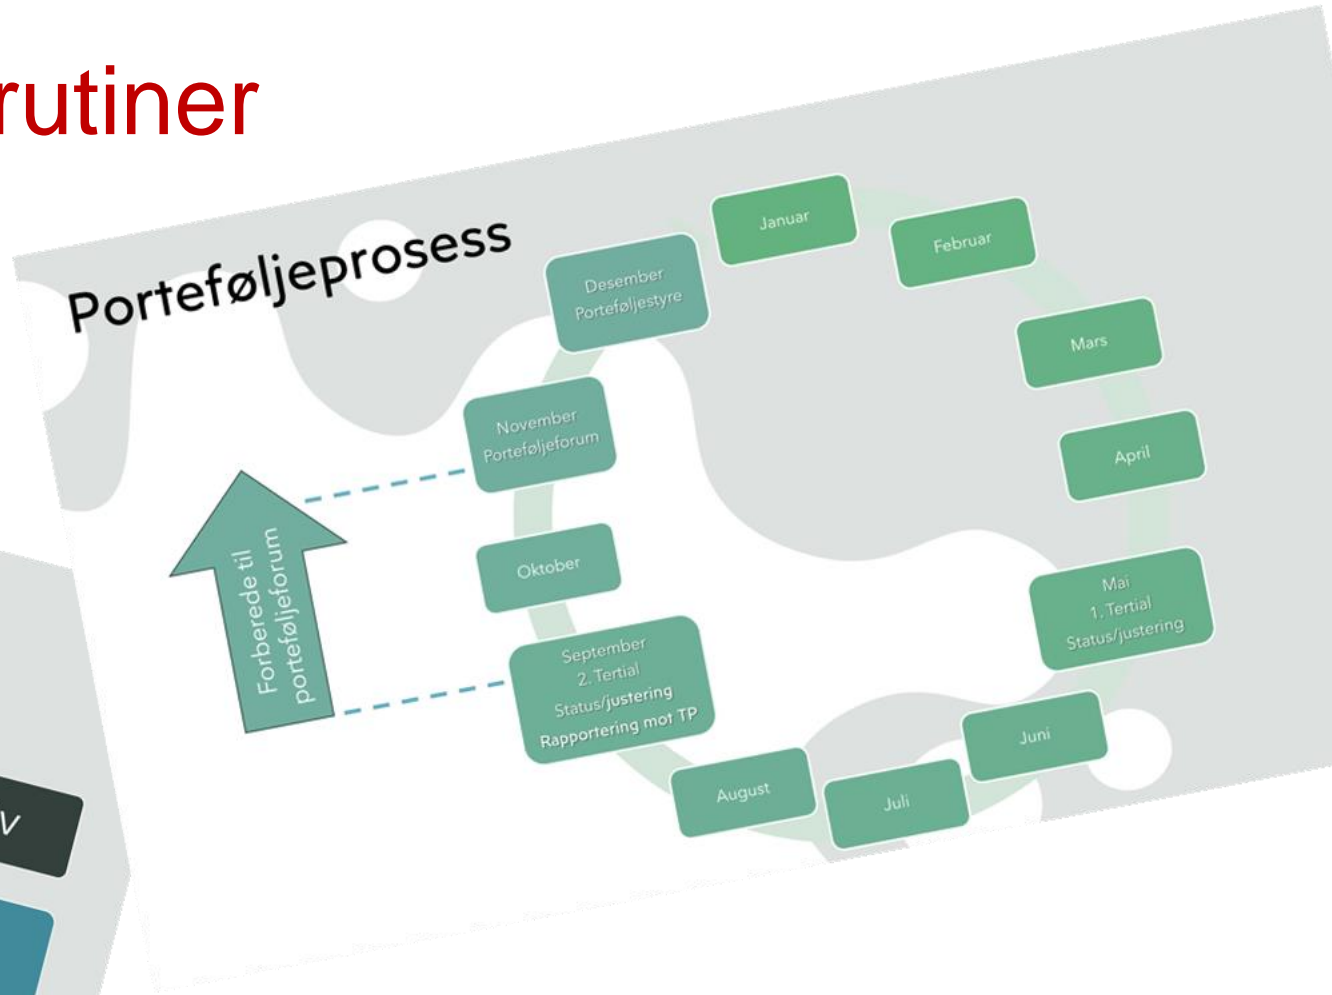 rutiner
Porteføljeprosess
Januar
Februar
Mars
April
Mai
1. Tertial
Status/justering
Juni
Juli
August
September
2. Tertial
Status/justering
Rapportering mot TP
Oktober
November
Porteføljeforum
Desember
Porteføljestyre
Forberede til
porteføljeforum
V